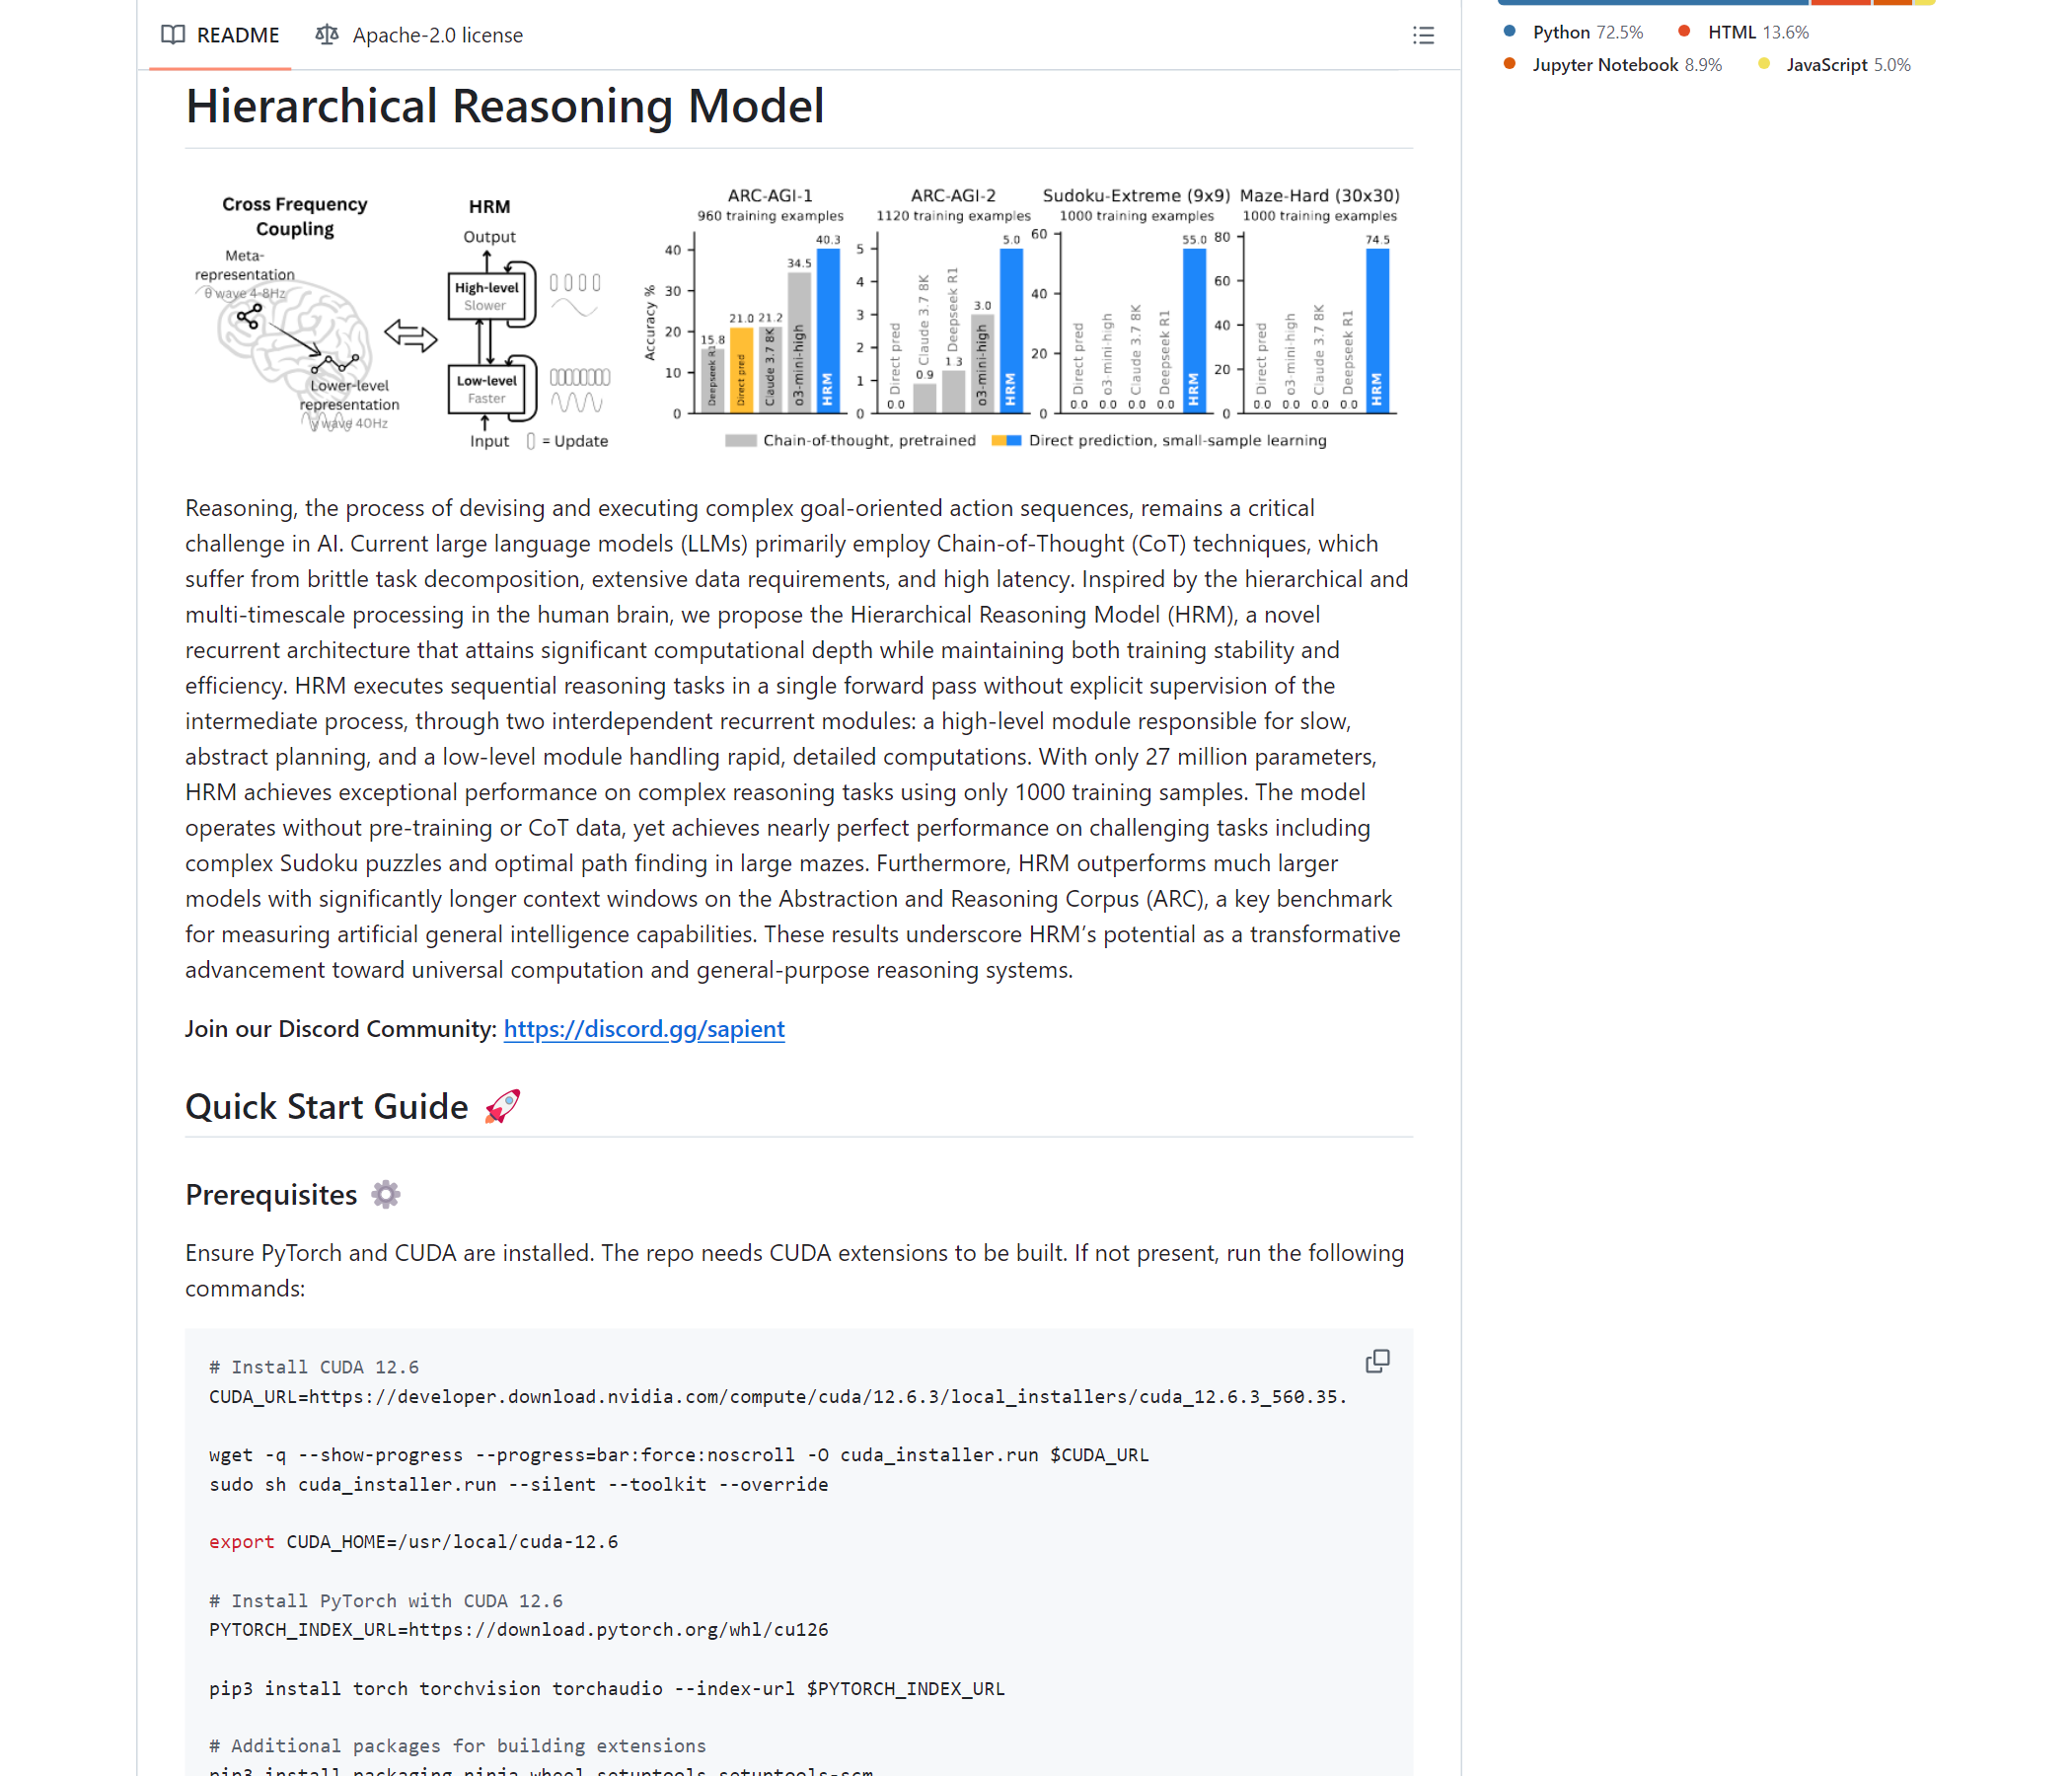 README
Apache-2.0 license
Python 72.5%
HTML 13.6%
Jupyter Notebook 8.9%
JavaScript 5.0%
Hierarchical Reasoning Model
Cross Frequency
Coupling
Meta-
representation
θ wave 4-8Hz
Lower-level
representation
γ wave 40Hz
HRM
Output
High-level
Slower
Low-level
Faster
Input
= Update
Accuracy %
ARC-AGI-1
960 training examples
40
30
20
10
0
15.8
Deepseek R1
21.0
Direct pred
21.2
Claude 3.7 8K
34.5
o3-mini-high
40.3
HRM
ARC-AGI-2
1120 training examples
5
4
3
2
1
0
0.0
Direct pred
0.9
Claude 3.7 8K
1.3
Deepseek R1
3.0
o3-mini-high
5.0
HRM
Sudoku-Extreme (9x9)
1000 training examples
60
40
20
0
0.0
Direct pred
0.0
o3-mini-high
0.0
Claude 3.7 8K
0.0
Deepseek R1
55.0
HRM
Maze-Hard (30x30)
1000 training examples
80
60
40
20
0
0.0
Direct pred
0.0
o3-mini-high
0.0
Claude 3.7 8K
0.0
Deepseek R1
74.5
HRM
Chain-of-thought, pretrained
Direct prediction, small-sample learning
Reasoning, the process of devising and executing complex goal-oriented action sequences, remains a critical
challenge in AI. Current large language models (LLMs) primarily employ Chain-of-Thought (CoT) techniques, which
suffer from brittle task decomposition, extensive data requirements, and high latency. Inspired by the hierarchical and
multi-timescale processing in the human brain, we propose the Hierarchical Reasoning Model (HRM), a novel
recurrent architecture that attains significant computational depth while maintaining both training stability and
efficiency. HRM executes sequential reasoning tasks in a single forward pass without explicit supervision of the
intermediate process, through two interdependent recurrent modules: a high-level module responsible for slow,
abstract planning, and a low-level module handling rapid, detailed computations. With only 27 million parameters,
HRM achieves exceptional performance on complex reasoning tasks using only 1000 training samples. The model
operates without pre-training or CoT data, yet achieves nearly perfect performance on challenging tasks including
complex Sudoku puzzles and optimal path finding in large mazes. Furthermore, HRM outperforms much larger
models with significantly longer context windows on the Abstraction and Reasoning Corpus (ARC), a key benchmark
for measuring artificial general intelligence capabilities. These results underscore HRM’s potential as a transformative
advancement toward universal computation and general-purpose reasoning systems.
Join our Discord Community: https://discord.gg/sapient
Quick Start Guide 🚀
Prerequisites ⚙️
Ensure PyTorch and CUDA are installed. The repo needs CUDA extensions to be built. If not present, run the following
commands:
# Install CUDA 12.6
CUDA_URL=https://developer.download.nvidia.com/compute/cuda/12.6.3/local_installers/cuda_12.6.3_560.35.
wget -q --show-progress --progress=bar:force:noscroll -O cuda_installer.run $CUDA_URL
sudo sh cuda_installer.run --silent --toolkit --override
export CUDA_HOME=/usr/local/cuda-12.6
# Install PyTorch with CUDA 12.6
PYTORCH_INDEX_URL=https://download.pytorch.org/whl/cu126
pip3 install torch torchvision torchaudio --index-url $PYTORCH_INDEX_URL
# Additional packages for building extensions
pip3 install packaging ninja wheel setuptools setuptools-scm